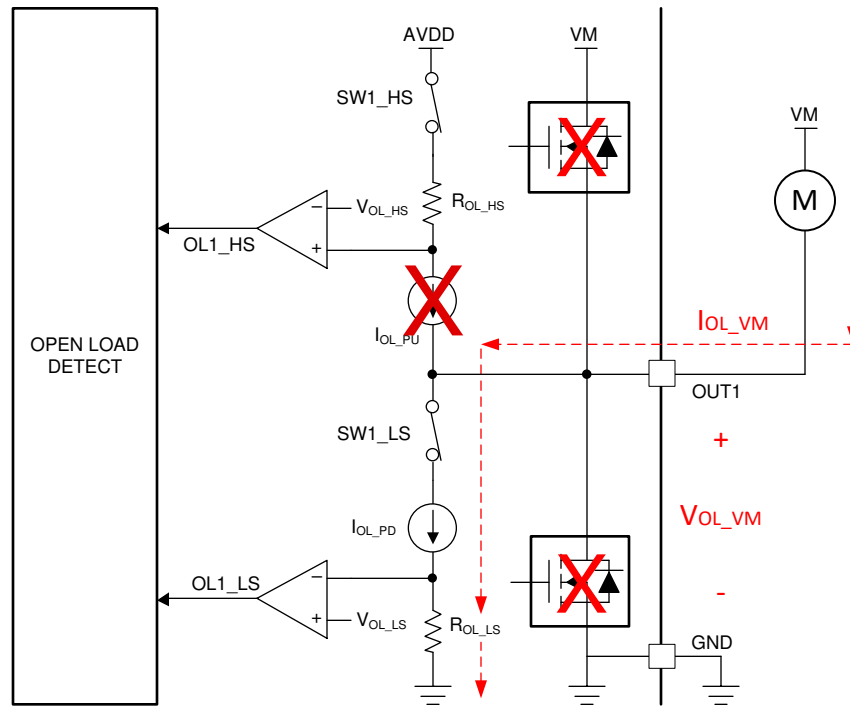 AVDD
VM
SW1_HS
VM
M
VOL_HS
ROL_HS
−
+
OL1_HS
IOL_PU
IOL_VM
OPEN LOAD
DETECT
OUT1
SW1_LS
+
VOL_VM
IOL_PD
OL1_LS
−
-
+
VOL_LS
ROL_LS
GND